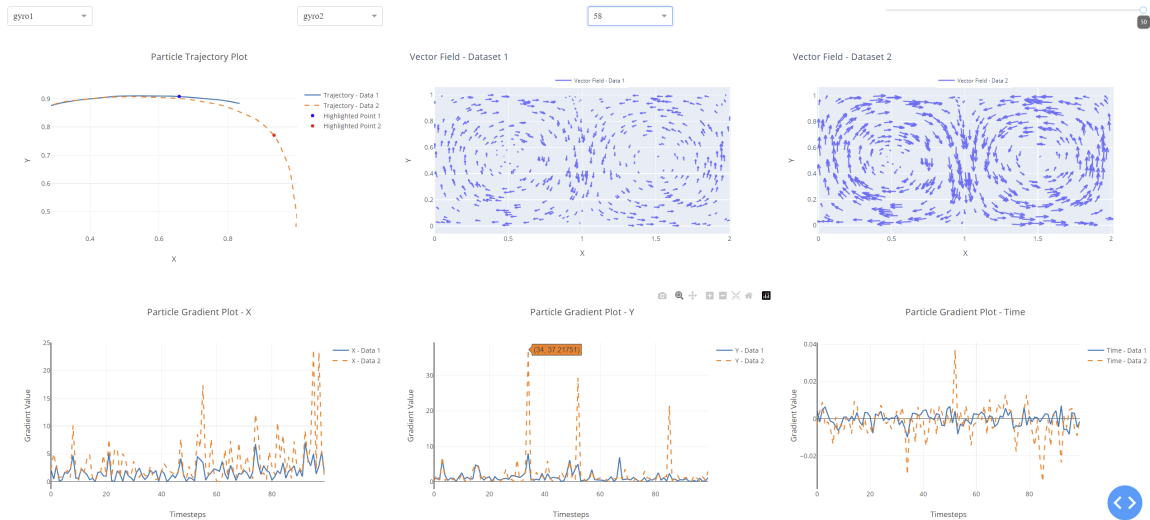 gyro1
gyro2
58
50
Particle Trajectory Plot
Trajectory - Data 1
Trajectory - Data 2
Highlighted Point 1
Highlighted Point 2
0.9
0.8
0.7
0.6
0.5
Y
0.4 0.6 0.8
X
Vector Field - Dataset 1
Vector Field - Data 1
1
0.8
0.6
0.4
0.2
0
Y
0 0.5 1 1.5 2
X
Vector Field - Dataset 2
Vector Field - Data 2
1
0.8
0.6
0.4
0.2
0
Y
0 0.5 1 1.5 2
X
Particle Gradient Plot - X
X - Data 1
X - Data 2
25
20
15
10
5
0
Gradient Value
0 20 40 60 80
Timesteps
Particle Gradient Plot - Y
(34, 37.21751)
Y - Data 1
Y - Data 2
30
20
10
0
Gradient Value
0 20 40 60 80
Timesteps
Particle Gradient Plot - Time
Time - Data 1
Time - Data 2
0.04
0.02
0
−0.02
Gradient Value
0 20 40 60 80
Timesteps